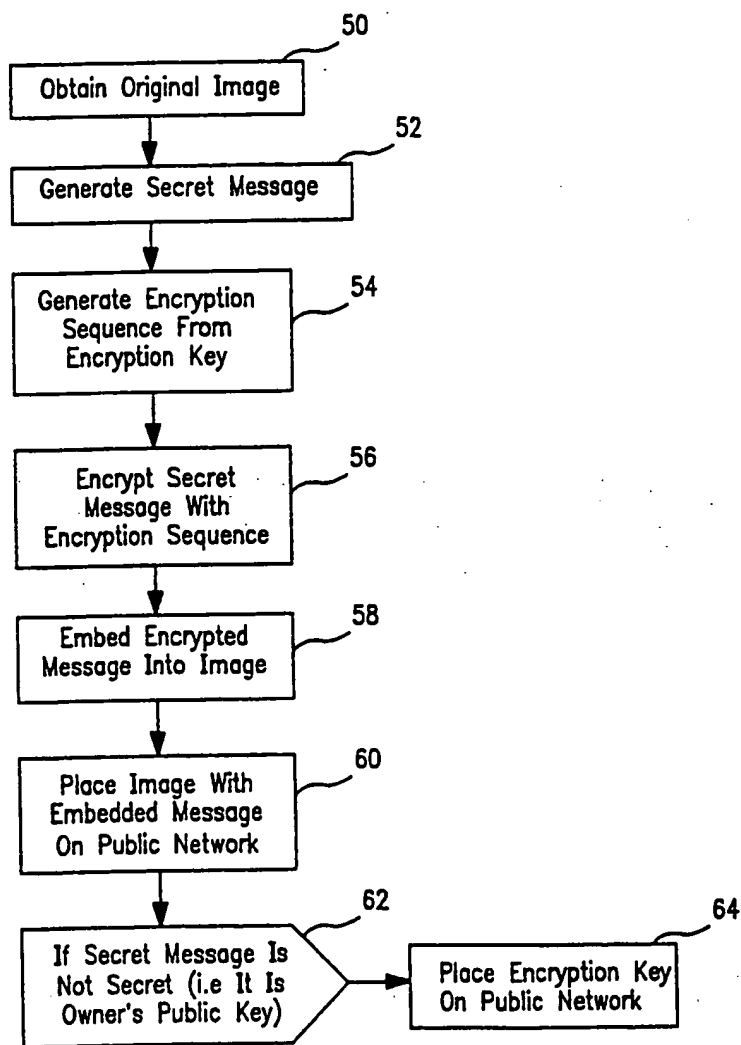 50
Obtain Original Image
52
Generate Secret Message
54
Generate Encryption
Sequence From
Encryption Key
56
Encrypt Secret
Message With
Encryption Sequence
58
Embed Encrypted
Message Into Image
60
Place Image With
Embedded Message
On Public Network
62
If Secret Message Is
Not Secret (i.e It Is
Owner's Public Key)
64
Place Encryption Key
On Public Network